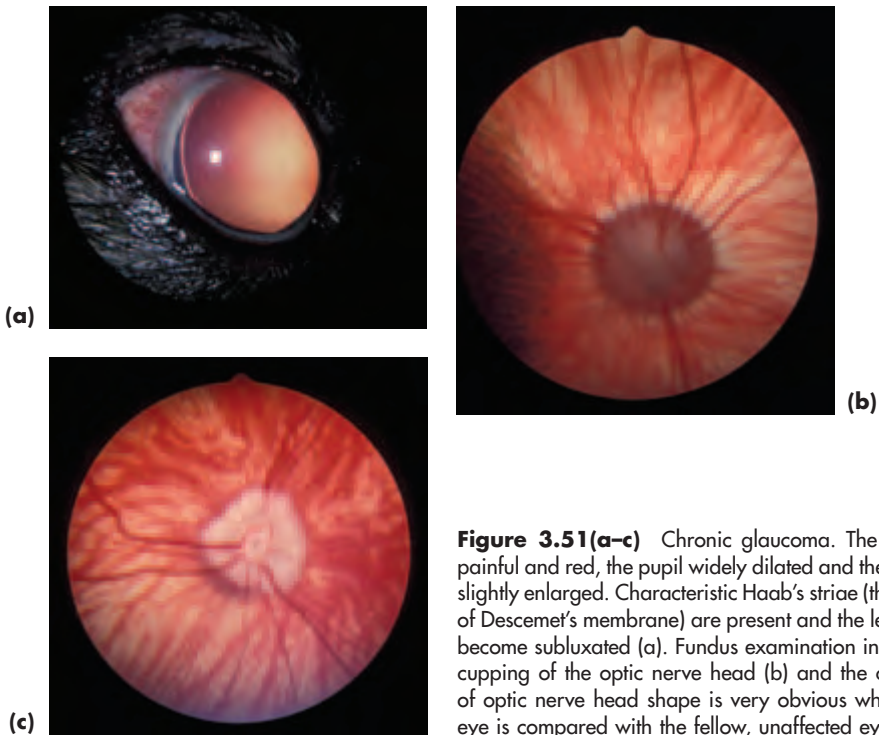 (a)
(b)
(c)
Figure 3.51(a–c) Chronic glaucoma. The
painful and red, the pupil widely dilated and the
slightly enlarged. Characteristic Haab's striae (th
of Descemet's membrane) are present and the le
become subluxated (a). Fundus examination in
cupping of the optic nerve head (b) and the
of optic nerve head shape is very obvious wh
eye is compared with the fellow, unaffected ey